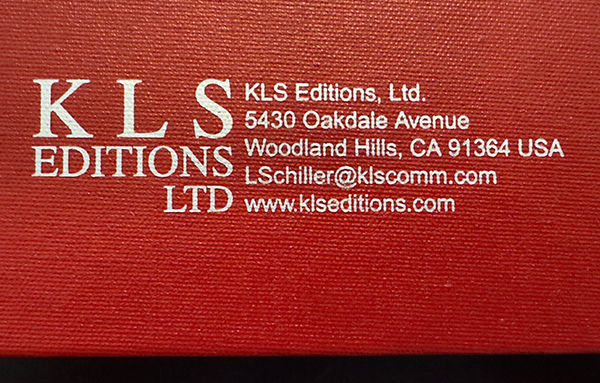 K L S
EDITIONS
LTD
KLS Editions, Ltd.
5430 Oakdale Avenue
Woodland Hills, CA 91364 USA
LSchiller@klscomm.com
www.klseditions.com